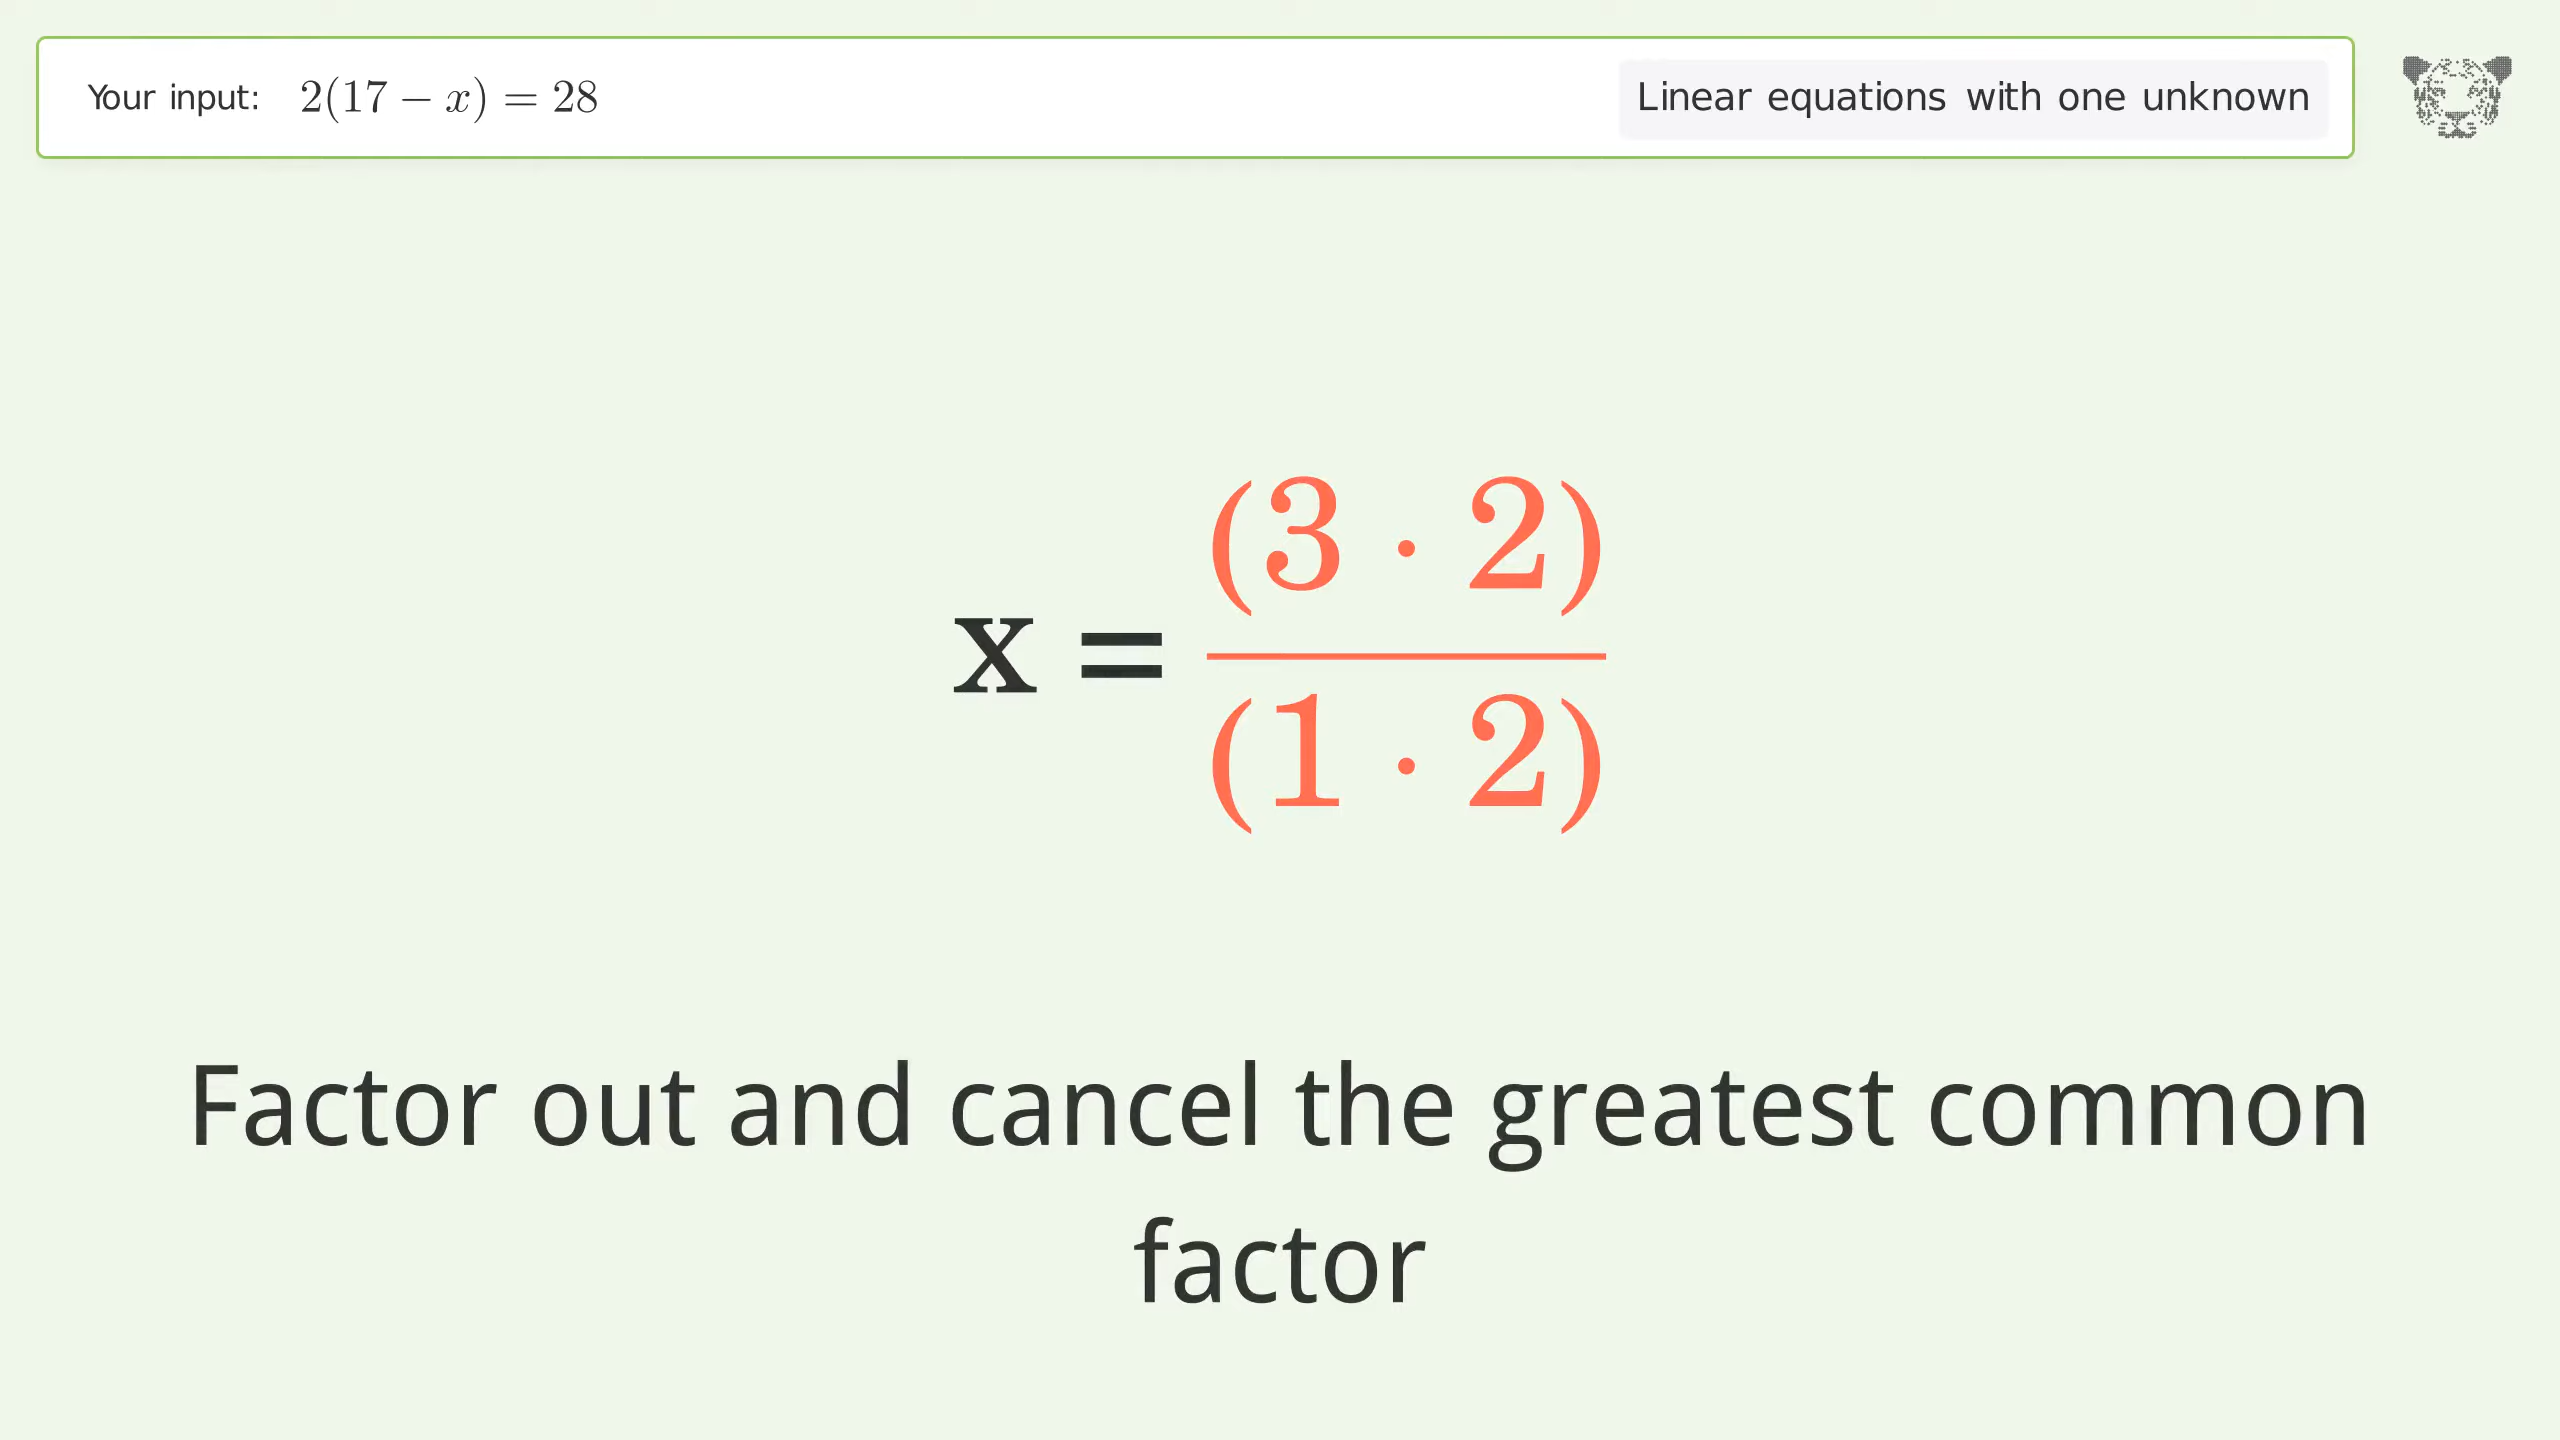 Your input: 2(17 − x) = 28
Linear equations with one unknown
x = (3 · 2) / (1 · 2)
Factor out and cancel the greatest common
factor